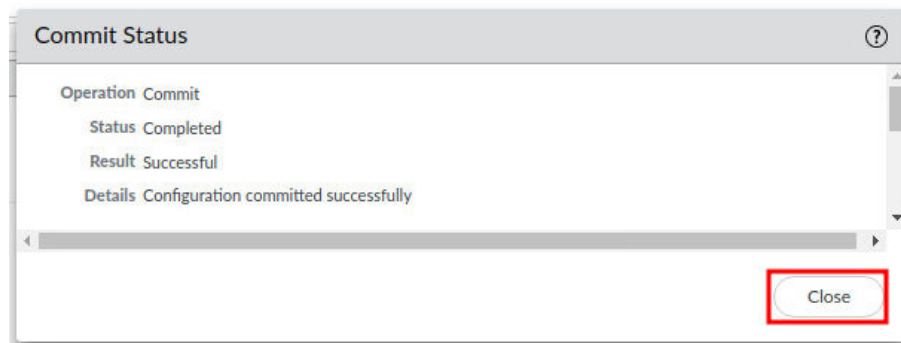 Commit Status
Operation Commit
Status Completed
Result Successful
Details Configuration committed successfully
Close